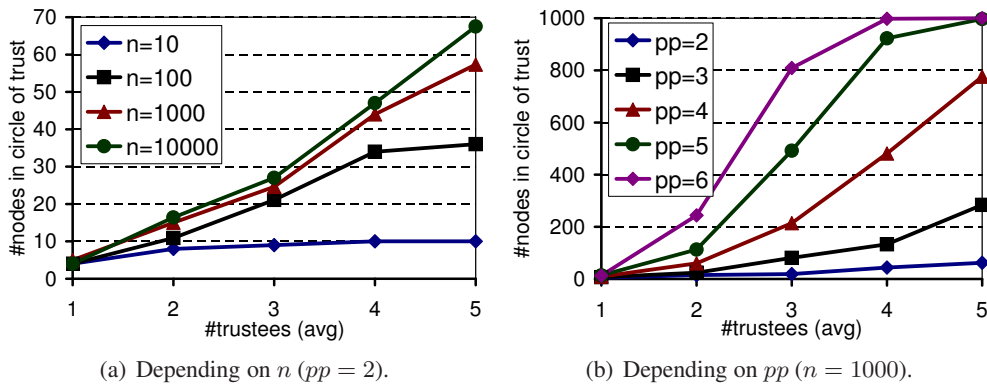 #nodes in circle of trust
70
60
50
40
30
20
10
0
n=10
n=100
n=1000
n=10000
1 2 3 4 5
#trustees (avg)
(a) Depending on n (pp = 2).
#nodes in circle of trust
1000
800
600
400
200
0
pp=2
pp=3
pp=4
pp=5
pp=6
1 2 3 4 5
#trustees (avg)
(b) Depending on pp (n = 1000).